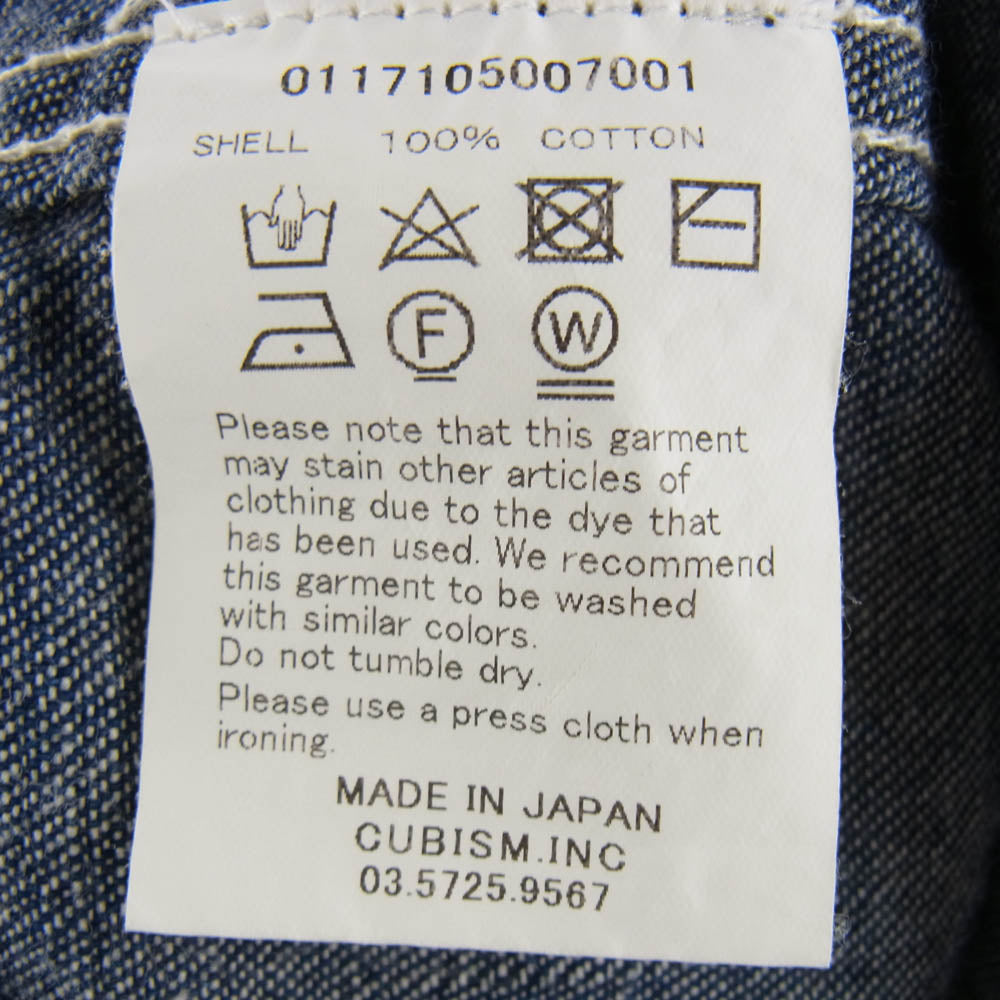 0117105007001
SHELL 100% COTTON
F W
Please note that this garment
may stain other articles of
clothing due to the dye that
has been used. We recommend
this garment to be washed
with similar colors.
Do not tumble dry.
Please use a press cloth when
ironing.
MADE IN JAPAN
CUBISM.INC
03.5725.9567